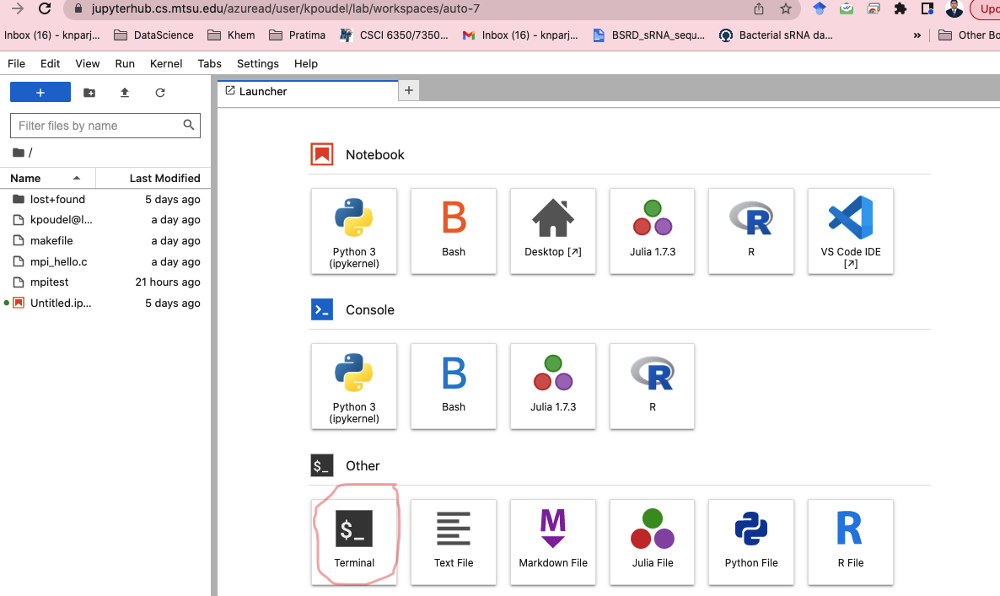 jupyterhub.cs.mtsu.edu/azuread/user/kpoudel/lab/workspaces/auto-7
Inbox (16) - knparj... DataScience Khem Pratima CSCI 6350/7350... Inbox (16) - knparj... BSRD_sRNA_sequ... Bacterial sRNA da... » Other Bo
File Edit View Run Kernel Tabs Settings Help
+ Launcher +
Filter files by name
/
Name Last Modified
lost+found 5 days ago
kpoudel@l... a day ago
makefile a day ago
mpi_hello.c a day ago
mpitest 21 hours ago
Untitled.ip... 5 days ago
Notebook
Python 3 (ipykernel)
B Bash
Desktop [↗]
Julia 1.7.3
R R
VS Code IDE [↗]
>_ Console
Python 3 (ipykernel)
B Bash
Julia 1.7.3
R R
$_ Other
$_ Terminal
Text File
M Markdown File
Julia File
Python File
R R File